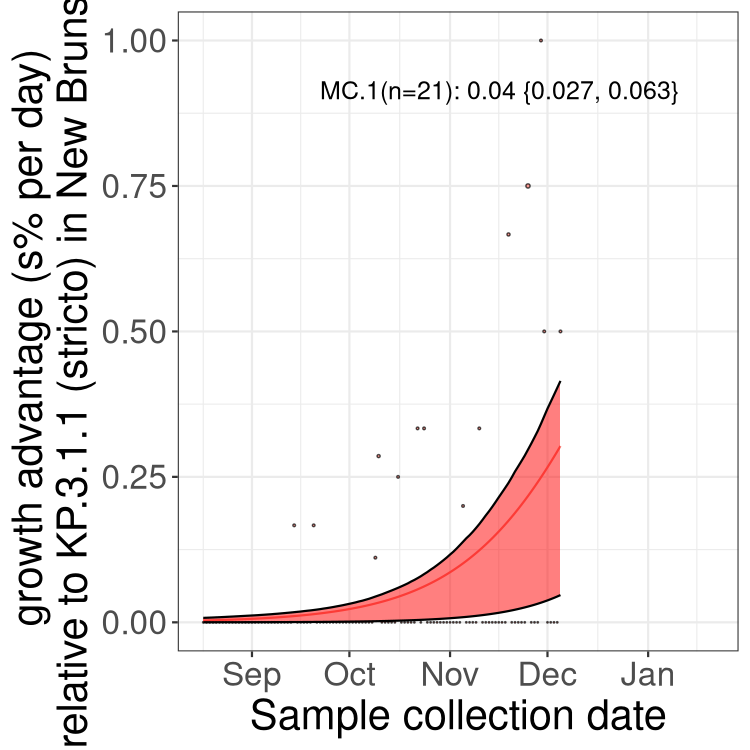 growth advantage (s% per day)
relative to KP.3.1.1 (stricto) in New Bruns
1.00
0.75
0.50
0.25
0.00
MC.1(n=21): 0.04 {0.027, 0.063}
Sep Oct Nov Dec Jan
Sample collection date